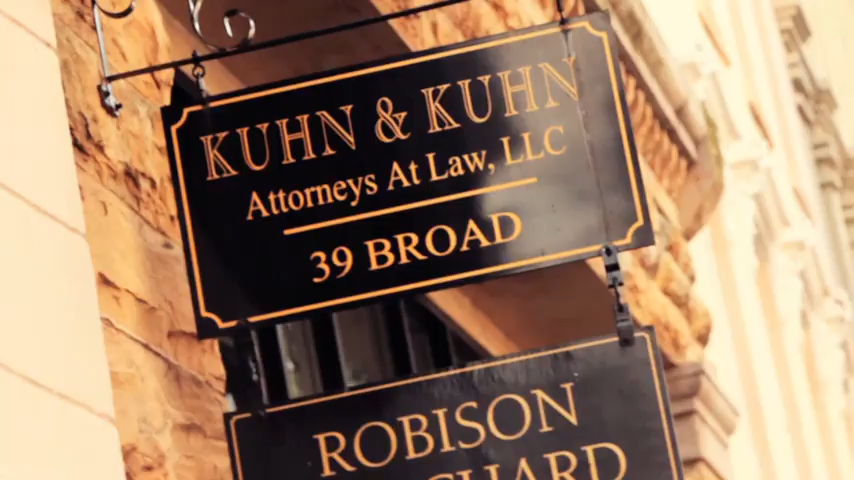 KUHN & KUHN
Attorneys At Law, LLC
39 BROAD
ROBISON